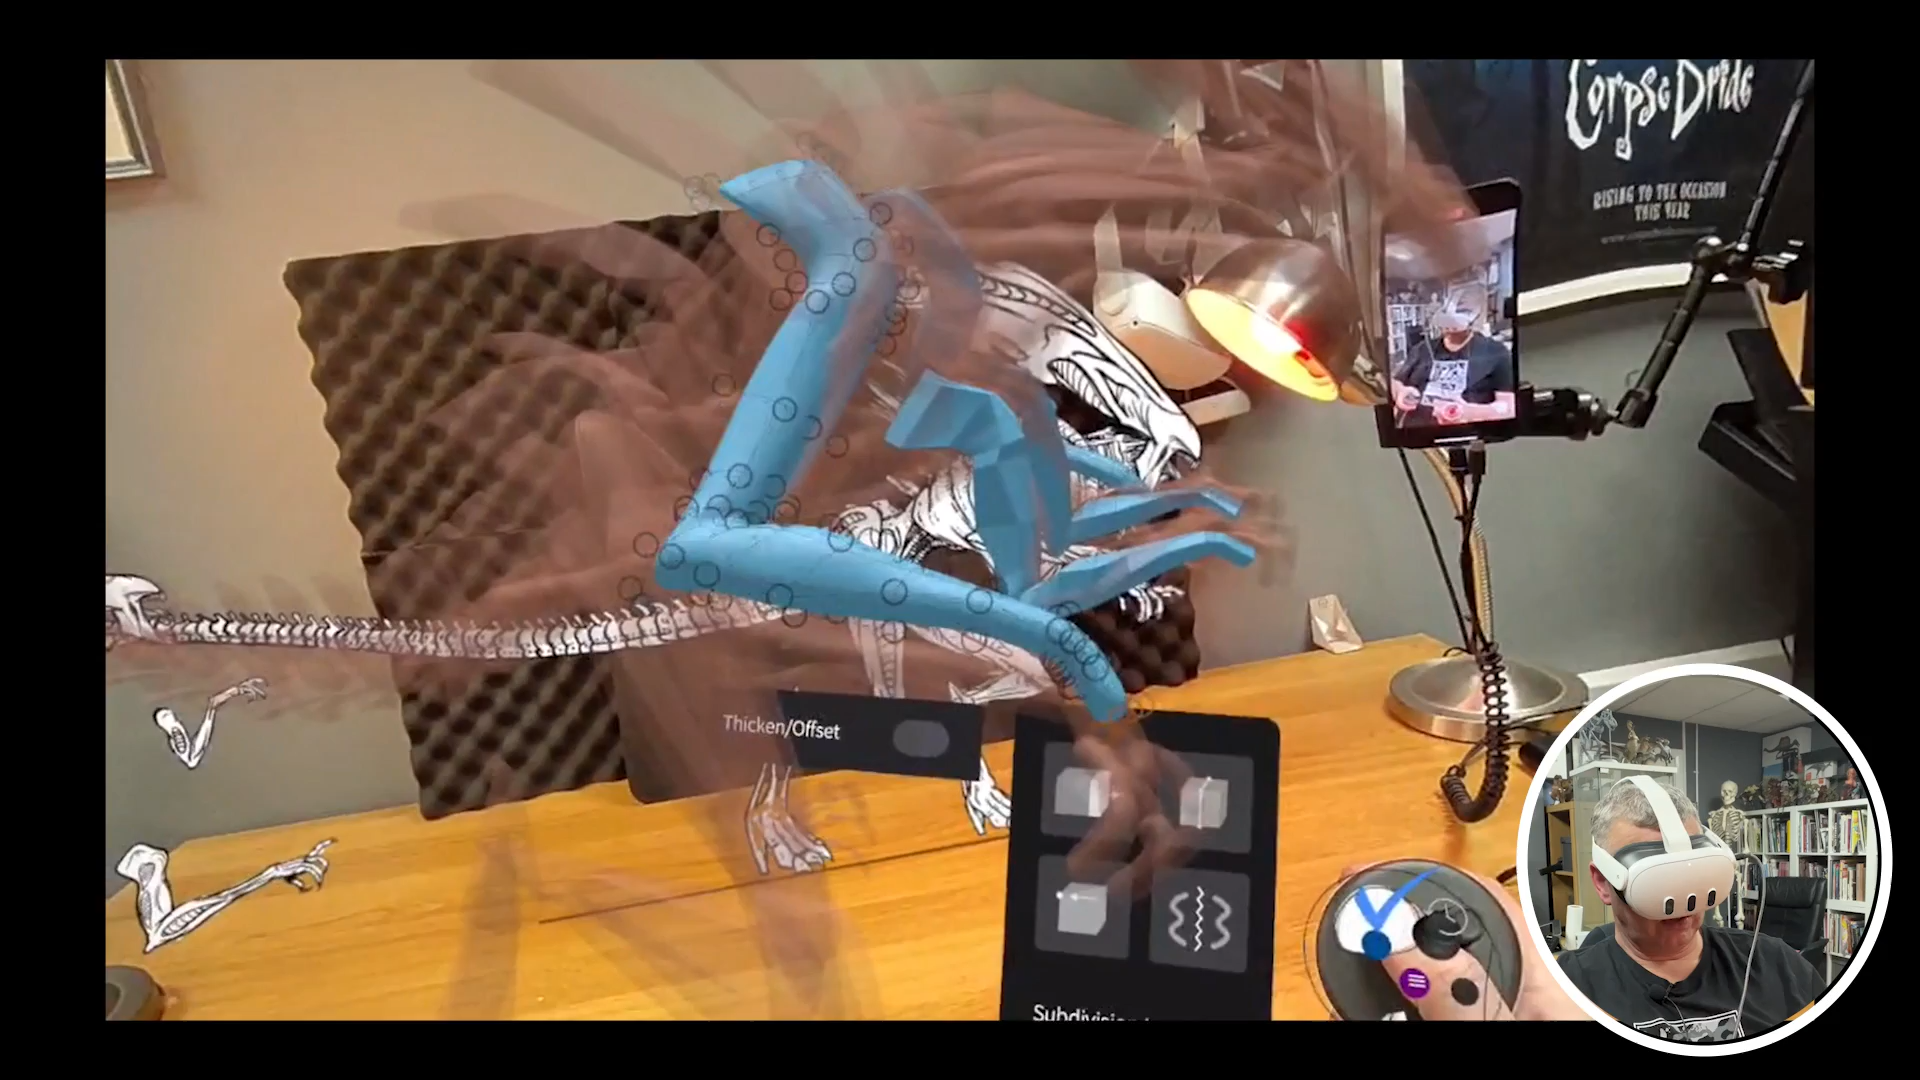 Corpse Bride
RISING TO THE OCCASION
THIS YEAR
Thicken/Offset